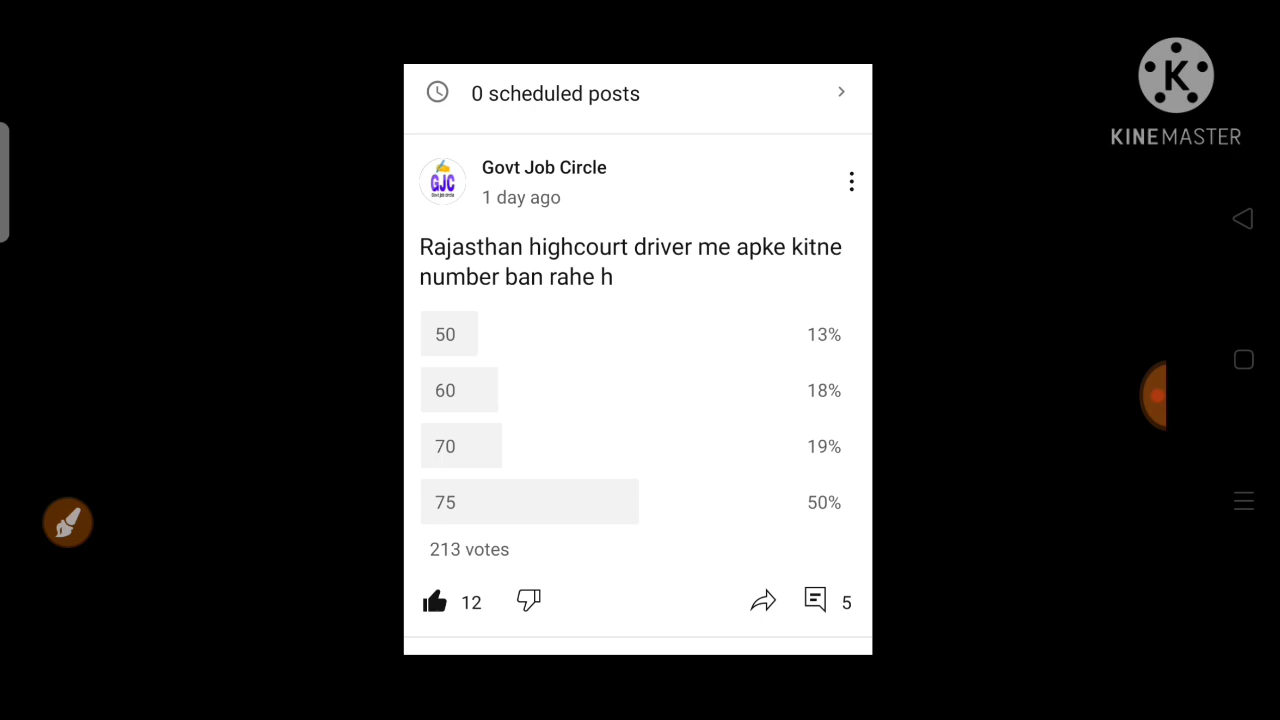 0 scheduled posts
KINEMASTER
Govt Job Circle
GJC
1 day ago
Rajasthan highcourt driver me apke kitne
number ban rahe h
50 13%
60 18%
70 19%
75 50%
213 votes
12 5